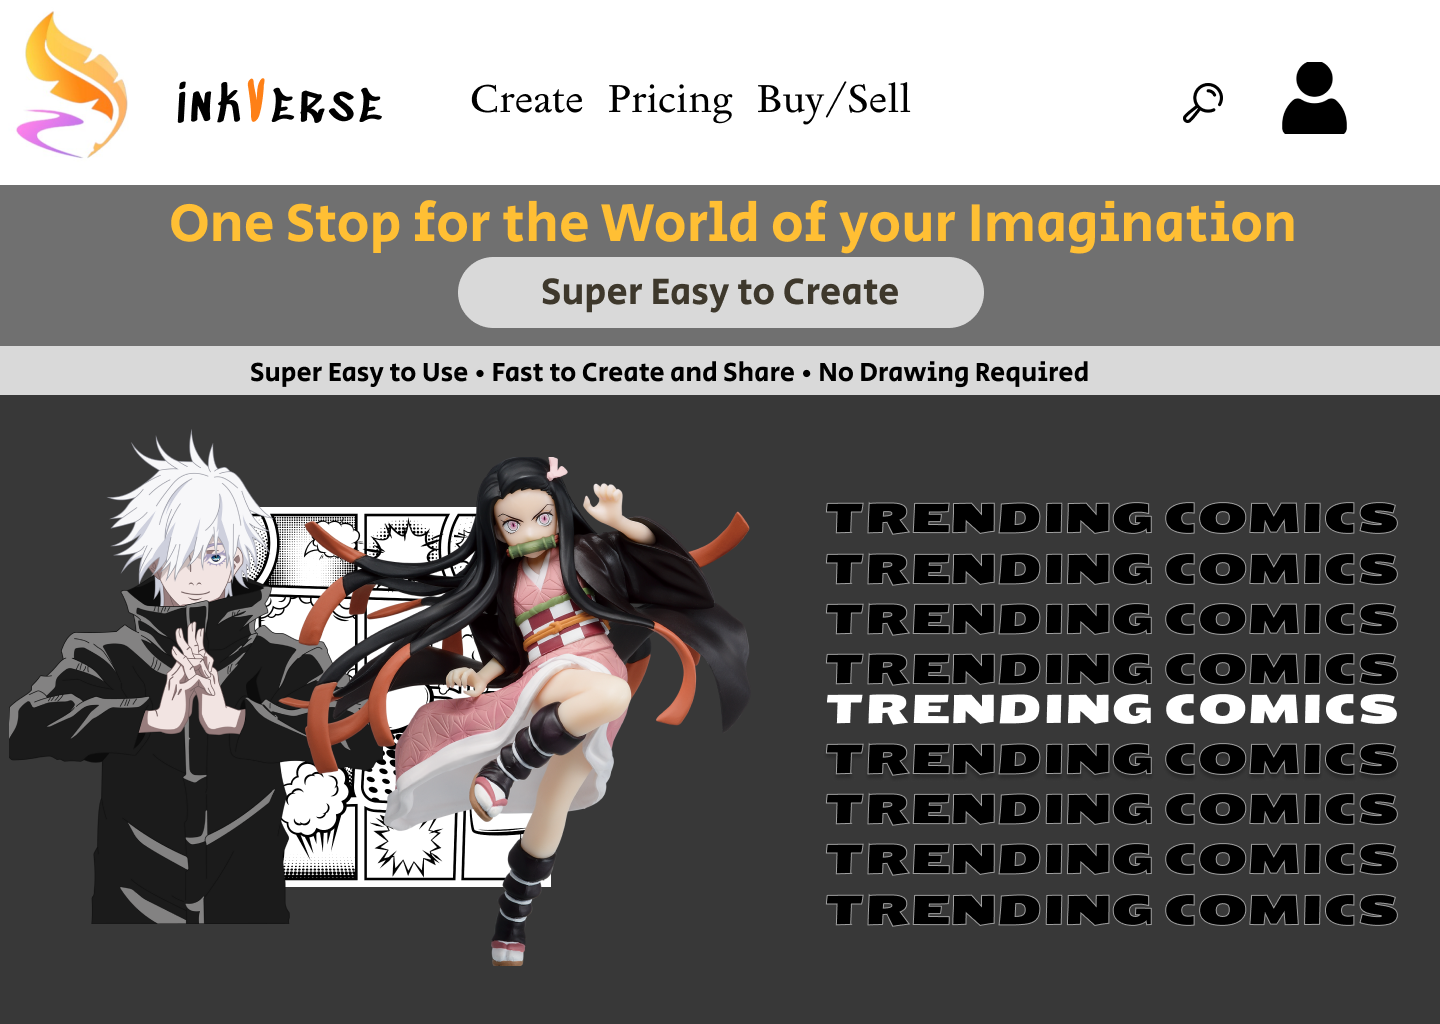 inkVERSE
Create Pricing Buy/Sell
One Stop for the World of your Imagination
Super Easy to Create
Super Easy to Use • Fast to Create and Share • No Drawing Required
TRENDING COMICS
TRENDING COMICS
TRENDING COMICS
TRENDING COMICS
TRENDING COMICS
TRENDING COMICS
TRENDING COMICS
TRENDING COMICS
TRENDING COMICS